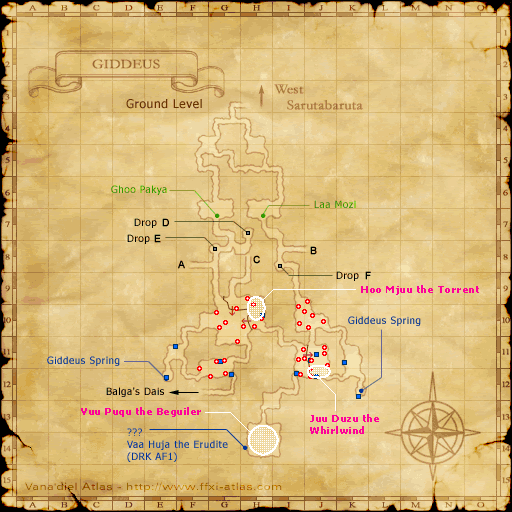 A B C D E F G H I J K L M N O
GIDDEUS
Ground Level
West
Sarutabaruta
Ghoo Pakya
Laa Mozi
Drop D
Drop E
A
B
C
Drop F
Hoo Mjuu the Torrent
Giddeus Spring
Giddeus Spring
Balga's Dais
Yuu Puqu the Beguiler
Juu Duzu the
Whirlwind
???
Vaa Huja the Erudite
(DRK AF1)
Vana'diel Atlas - http://www.ffxi-atlas.com
1
2
3
4
5
6
7
8
9
10
11
12
13
14
15